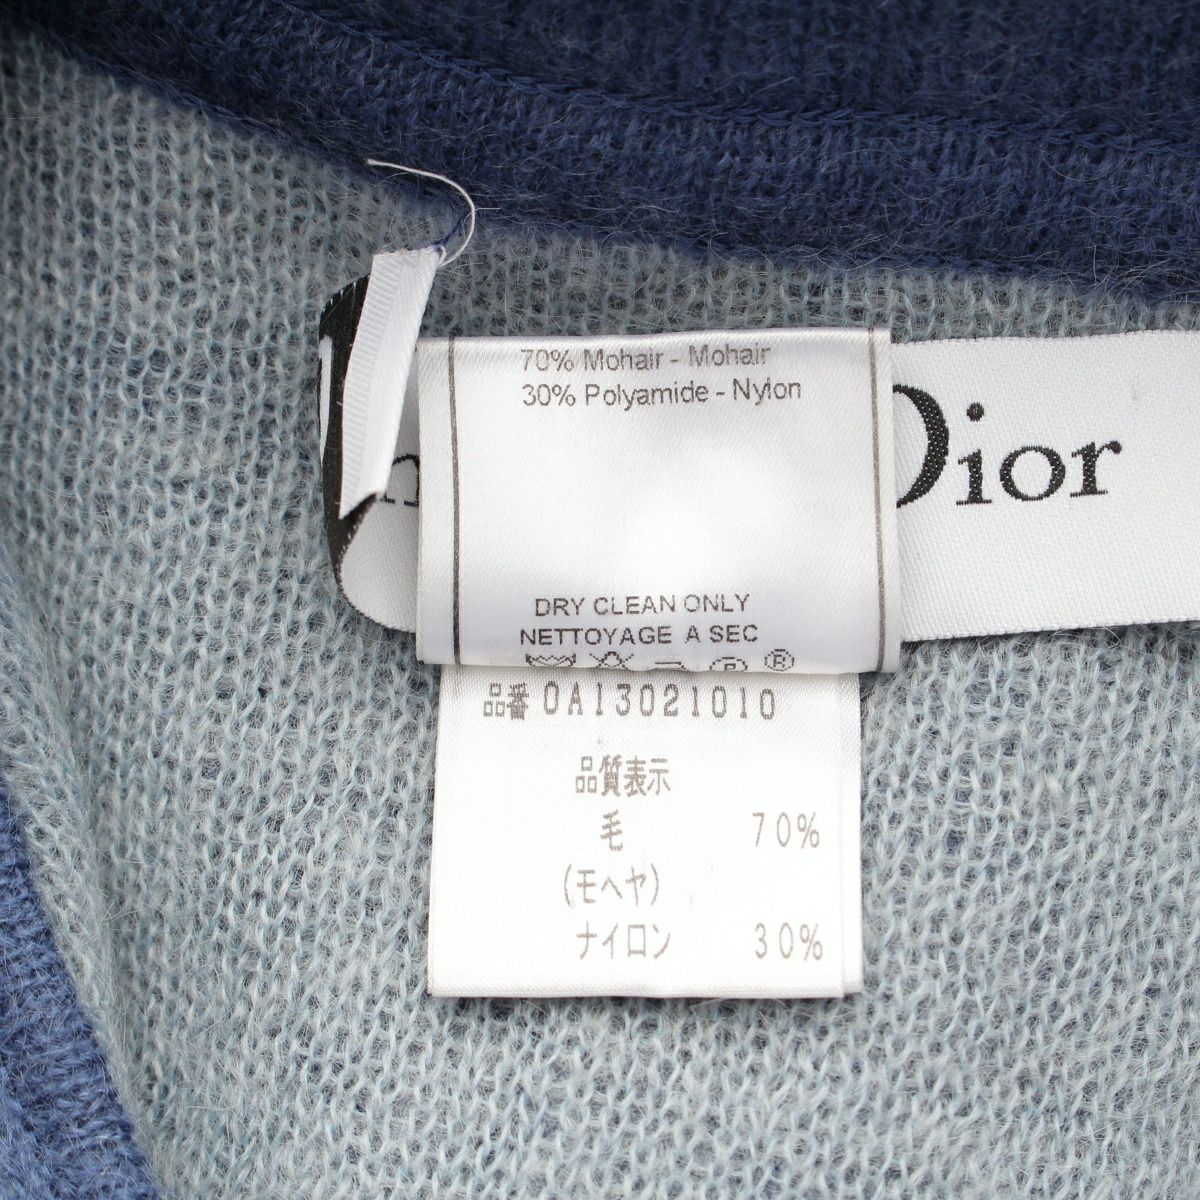 70% Mohair - Mohair
30% Polyamide - Nylon
Dior
DRY CLEAN ONLY
NETTOYAGE A SEC
品番 0A13021010
品質表示
毛 70%
(モヘヤ)
ナイロン 30%